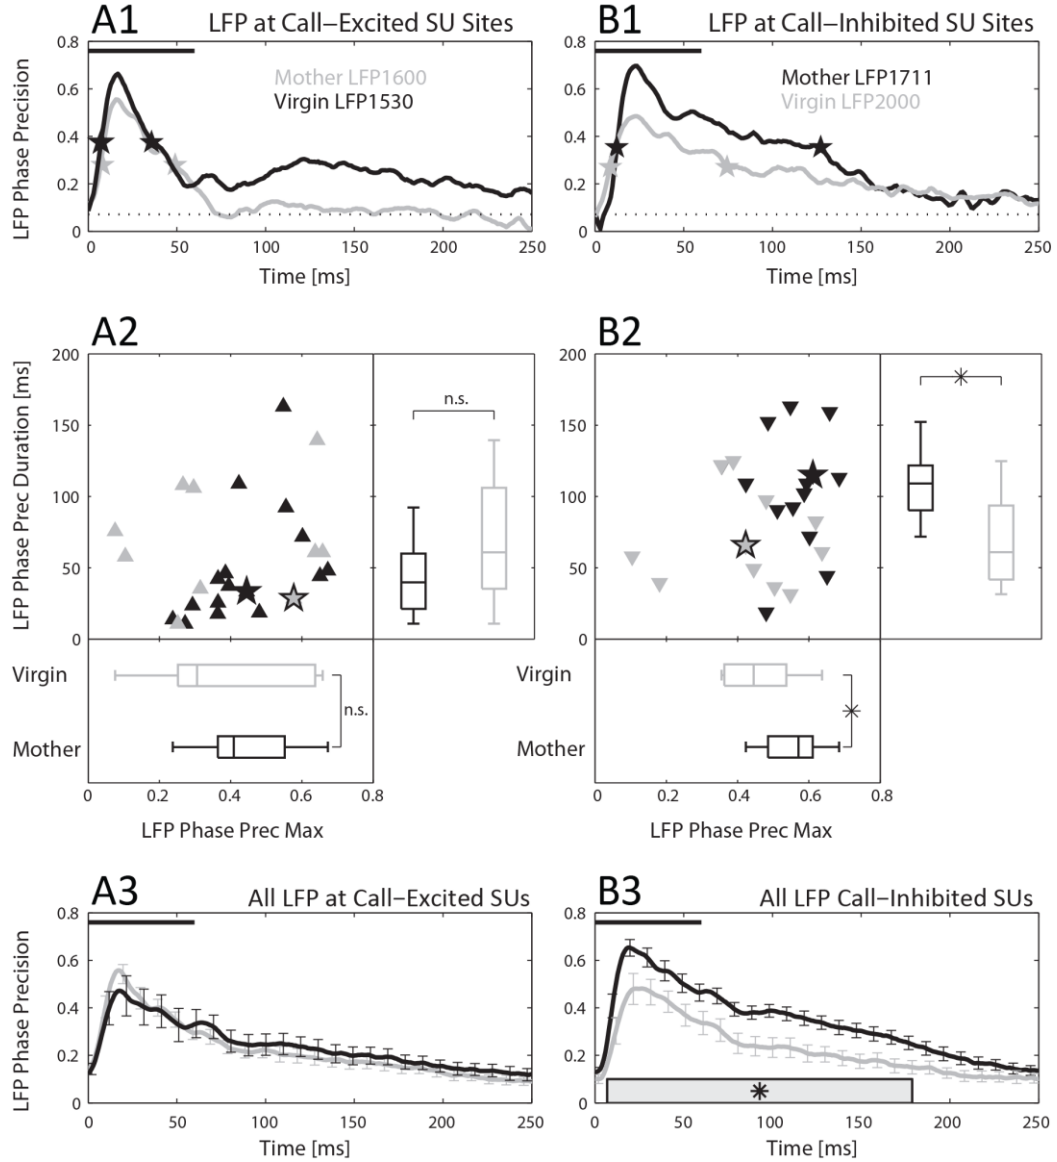 A1
LFP at Call–Excited SU Sites
LFP Phase Precision
0.8
0.6
0.4
0.2
0
Mother LFP1600
Virgin LFP1530
0 50 100 150 200 250
Time [ms]
B1
LFP at Call–Inhibited SU Sites
0.8
0.6
0.4
0.2
0
Mother LFP1711
Virgin LFP2000
0 50 100 150 200 250
Time [ms]
A2
LFP Phase Prec Duration [ms]
200
150
100
50
0
n.s.
Virgin
Mother
n.s.
0 0.2 0.4 0.6 0.8
LFP Phase Prec Max
B2
200
150
100
50
0
Virgin
Mother
0 0.2 0.4 0.6 0.8
LFP Phase Prec Max
A3
All LFP at Call–Excited SUs
LFP Phase Precision
0.8
0.6
0.4
0.2
0
0 50 100 150 200 250
Time [ms]
B3
All LFP Call–Inhibited SUs
0.8
0.6
0.4
0.2
0
0 50 100 150 200 250
Time [ms]